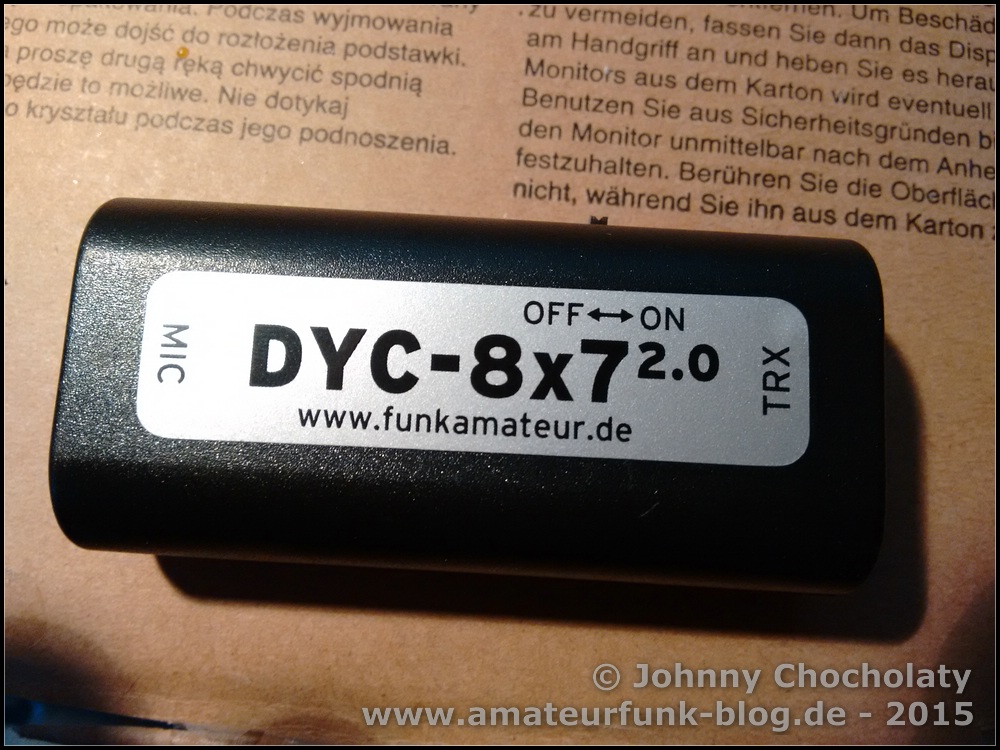 Podczas wyjmowania
ego może dojść do rozłożenia podstawki.
proszę drugą ręką chwycić spodnią
będzie to możliwe. Nie dotykaj
o kryształu podczas jego podnoszenia.
zu vermeiden, fassen Sie dann das Disp
am Handgriff an und heben Sie es herau
Monitors aus dem Karton wird eventuell
Benutzen Sie aus Sicherheitsgründen b
den Monitor unmittelbar nach dem Anhe
festzuhalten. Berühren Sie die Oberfläc
nicht, während Sie ihn aus dem Karton
OFF↔ON
MIC
DYC-8x7 2.0
TRX
www.funkamateur.de
© Johnny Chocholaty
www.amateurfunk-blog.de - 2015